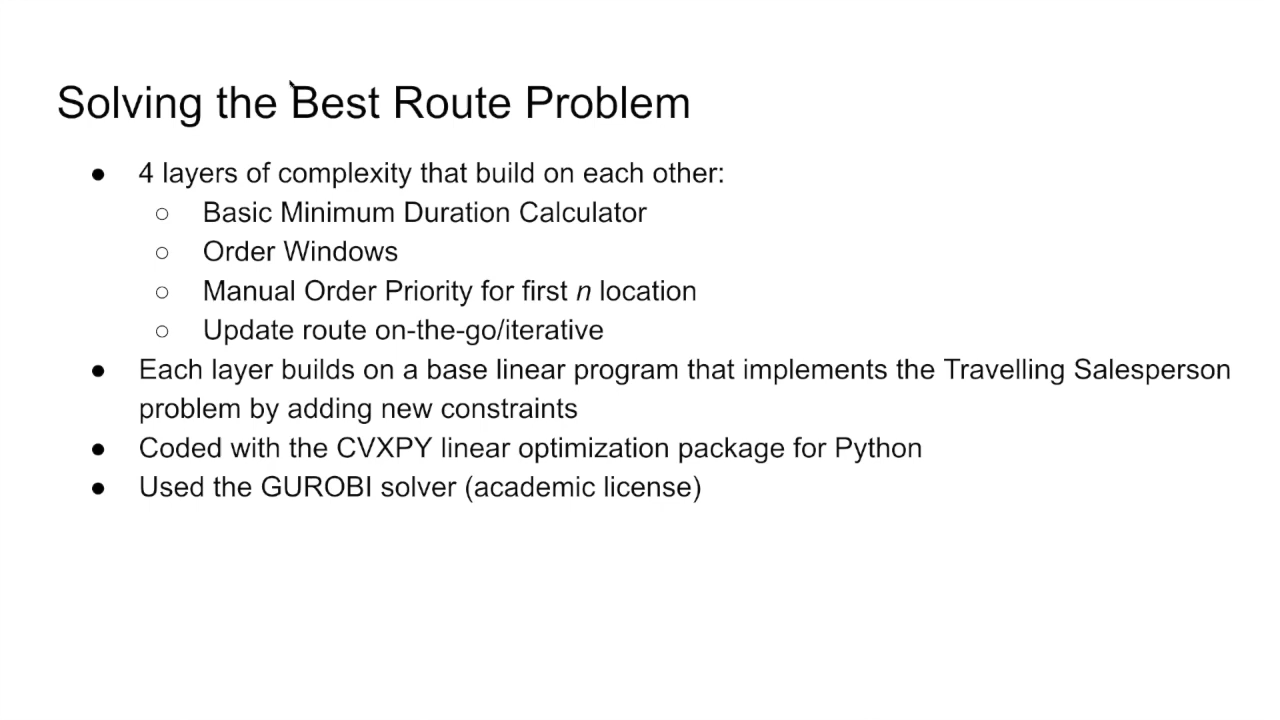 Solving the Best Route Problem
● 4 layers of complexity that build on each other:
○ Basic Minimum Duration Calculator
○ Order Windows
○ Manual Order Priority for first n location
○ Update route on-the-go/iterative
● Each layer builds on a base linear program that implements the Travelling Salesperson
problem by adding new constraints
● Coded with the CVXPY linear optimization package for Python
● Used the GUROBI solver (academic license)